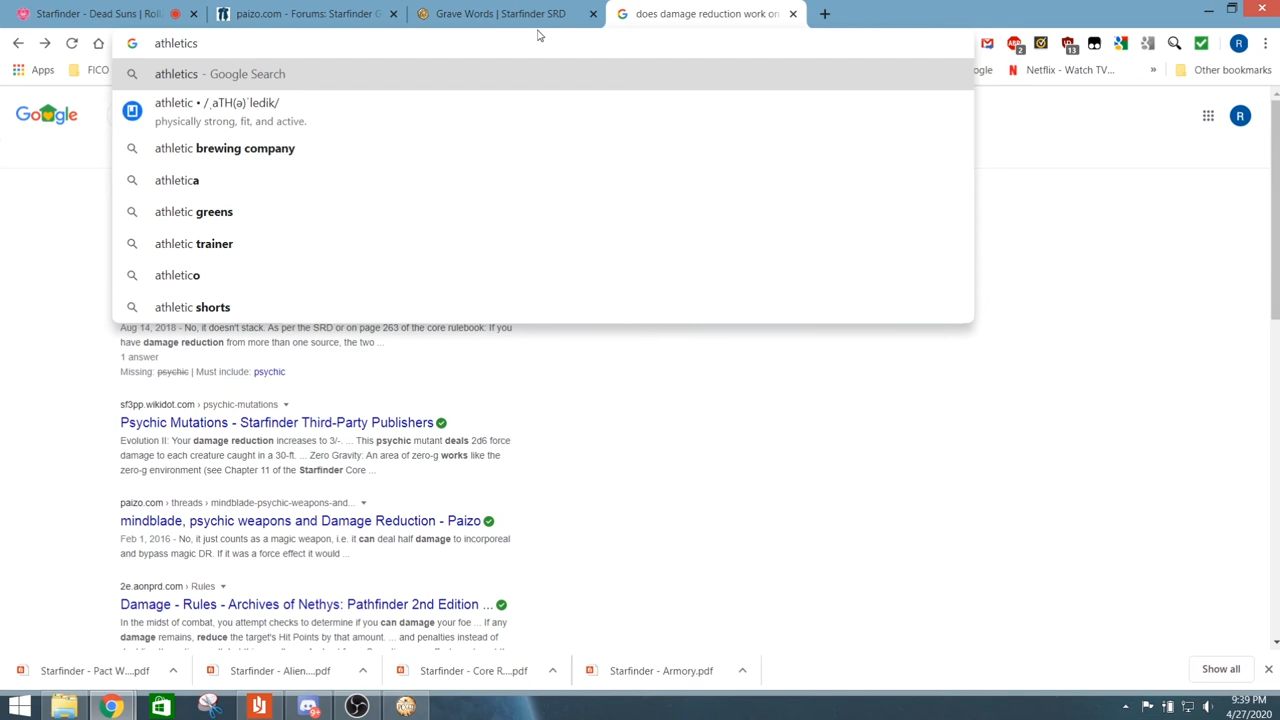 Starfinder - Dead Suns | Roll
paizo.com - Forums: Starfinder G
Grave Words | Starfinder SRD
does damage reduction work on
athletics
R
Apps
FICO
ogle
Netflix - Watch TV...
»
Other bookmarks
athletics - Google Search
athletic • /ˌaTH(ə)ˈledik/
physically strong, fit, and active.
athletic brewing company
athletica
athletic greens
athletic trainer
athletico
athletic shorts
Google
R
Aug 14, 2018 - No, it doesn't stack. As per the SRD or on page 263 of the core rulebook: If you
have damage reduction from more than one source, the two ...
1 answer
Missing: psychic | Must include: psychic
sf3pp.wikidot.com › psychic-mutations
Psychic Mutations - Starfinder Third-Party Publishers
Evolution II: Your damage reduction increases to 3/-. ... This psychic mutant deals 2d6 force
damage to each creature caught in a 30-ft. ... Zero Gravity: An area of zero-g works like the
zero-g environment (see Chapter 11 of the Starfinder Core ...
paizo.com › threads › mindblade-psychic-weapons-and...
mindblade, psychic weapons and Damage Reduction - Paizo
Feb 1, 2016 - No, it just counts as a magic weapon, i.e. it can deal half damage to incorporeal
and bypass magic DR. If it was a force effect it would ...
2e.aonprd.com › Rules
Damage - Rules - Archives of Nethys: Pathfinder 2nd Edition ...
In the midst of combat, you attempt checks to determine if you can damage your foe ... If any
damage remains, reduce the target's Hit Points by that amount. ... and penalties instead of
Starfinder - Pact W....pdf
Starfinder - Alien....pdf
Starfinder - Core R....pdf
Starfinder - Armory.pdf
Show all
9:39 PM
4/27/2020